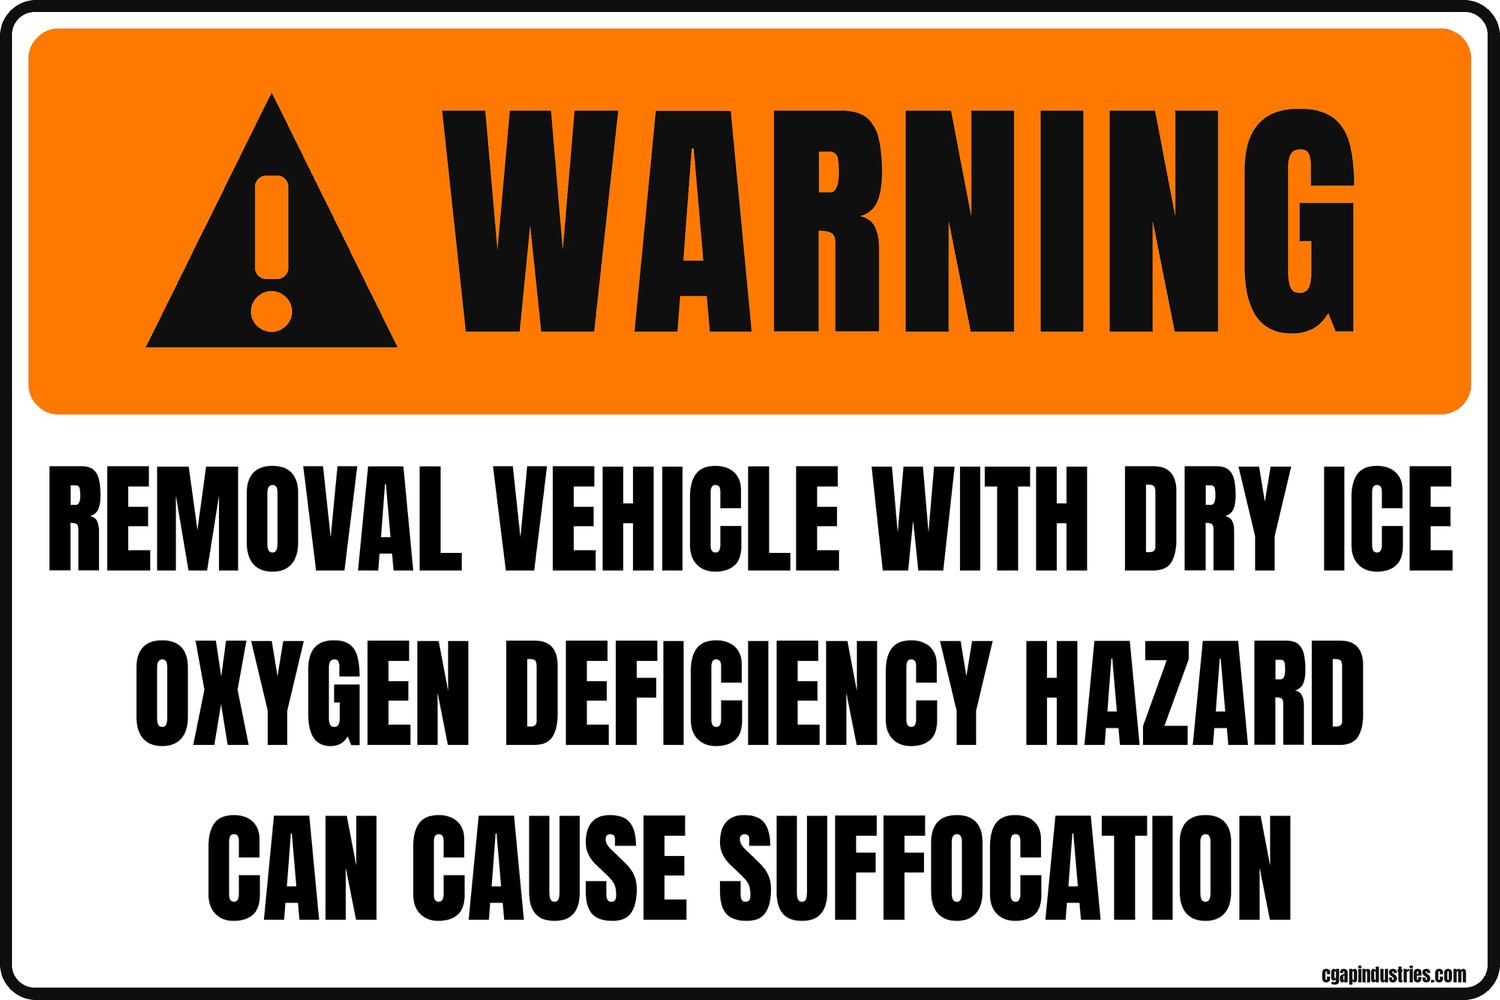 WARNING
REMOVAL VEHICLE WITH DRY ICE
OXYGEN DEFICIENCY HAZARD
CAN CAUSE SUFFOCATION
cgapindustries.com